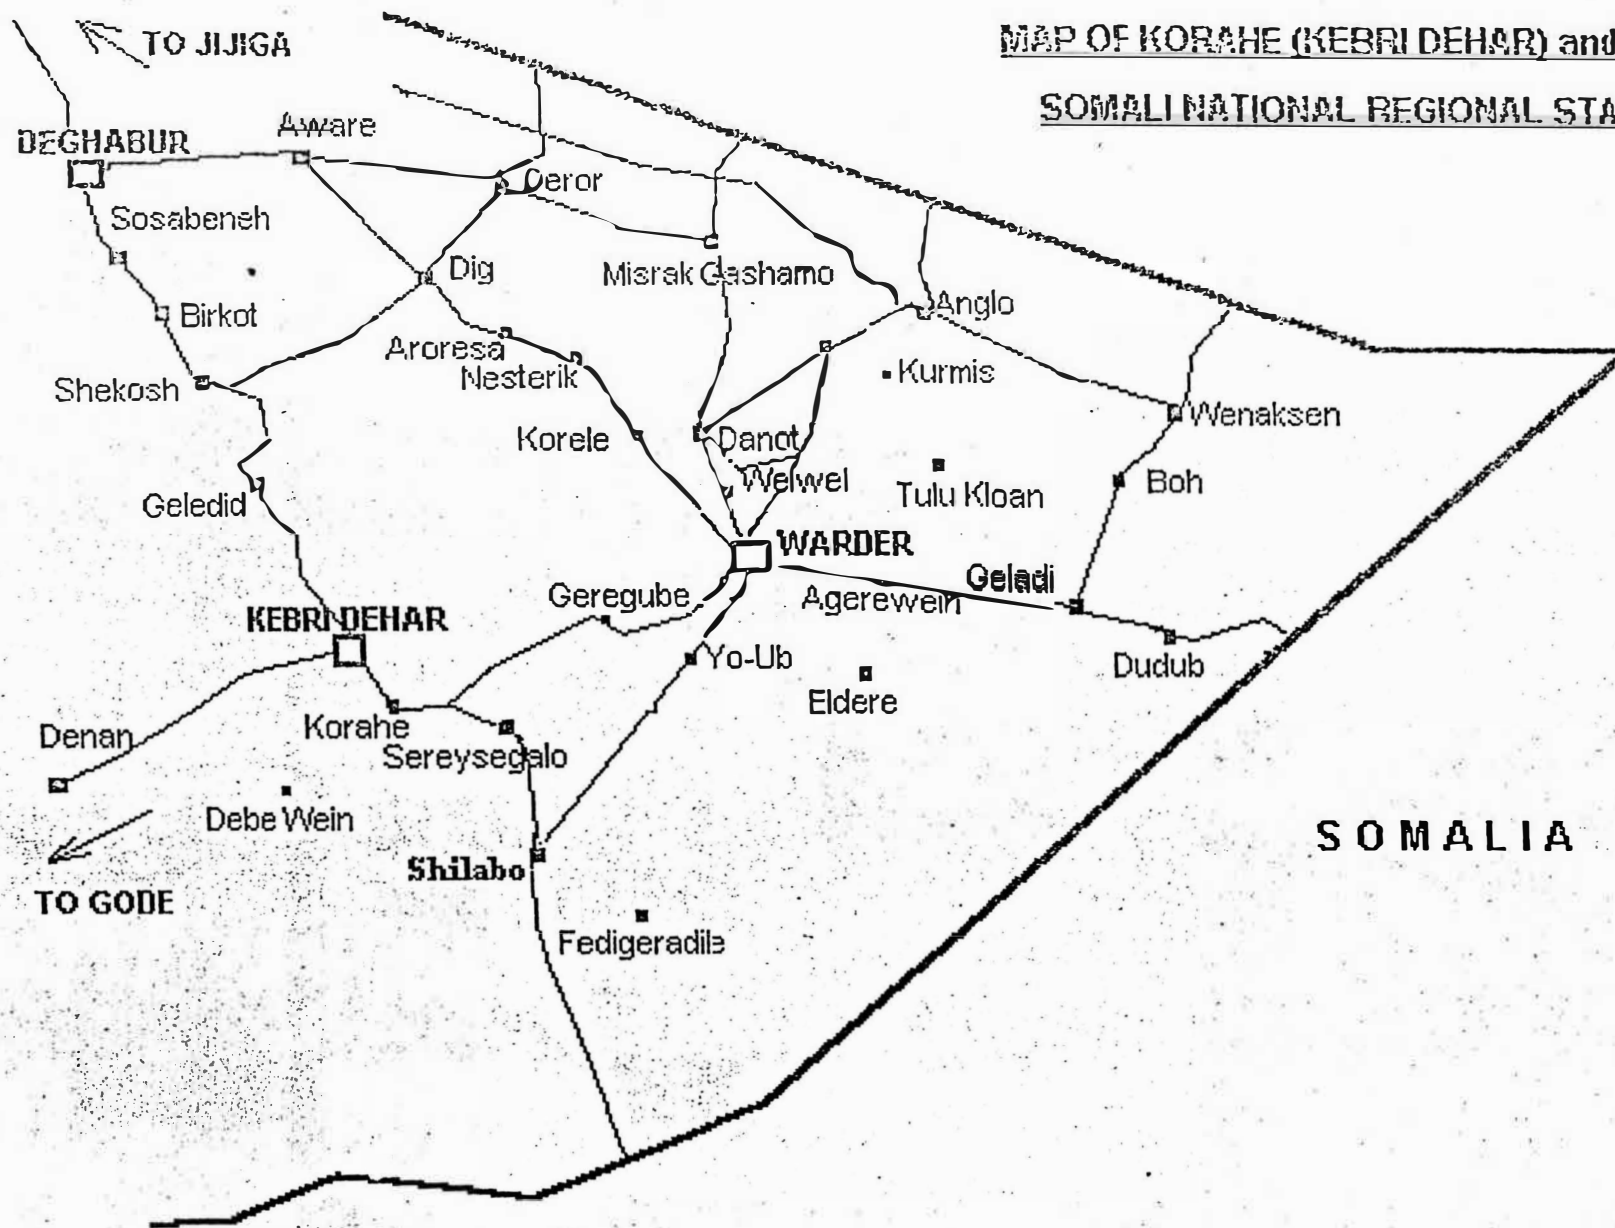 MAP OF KORAHE (KEBRI DEHAR) and
SOMALI NATIONAL REGIONAL STA
TO JIJIGA
DEGHABUR
Aware
Sosabeneh
Dig
Misrak Gashamo
Birkot
Anglo
Aroresa
Nesterik
Kurmis
Shekosh
Wenaksen
Korele
Danot
Welwel
Tulu Kloan
Boh
Geledid
WARDER
Geregube
Agerewein
Geladi
KEBRI DEHAR
Yo-Ub
Dudub
Eldere
Denan
Korahe
Sereysegalo
Debe Wein
SOMALIA
Shilabo
TO GODE
Fedigeradile